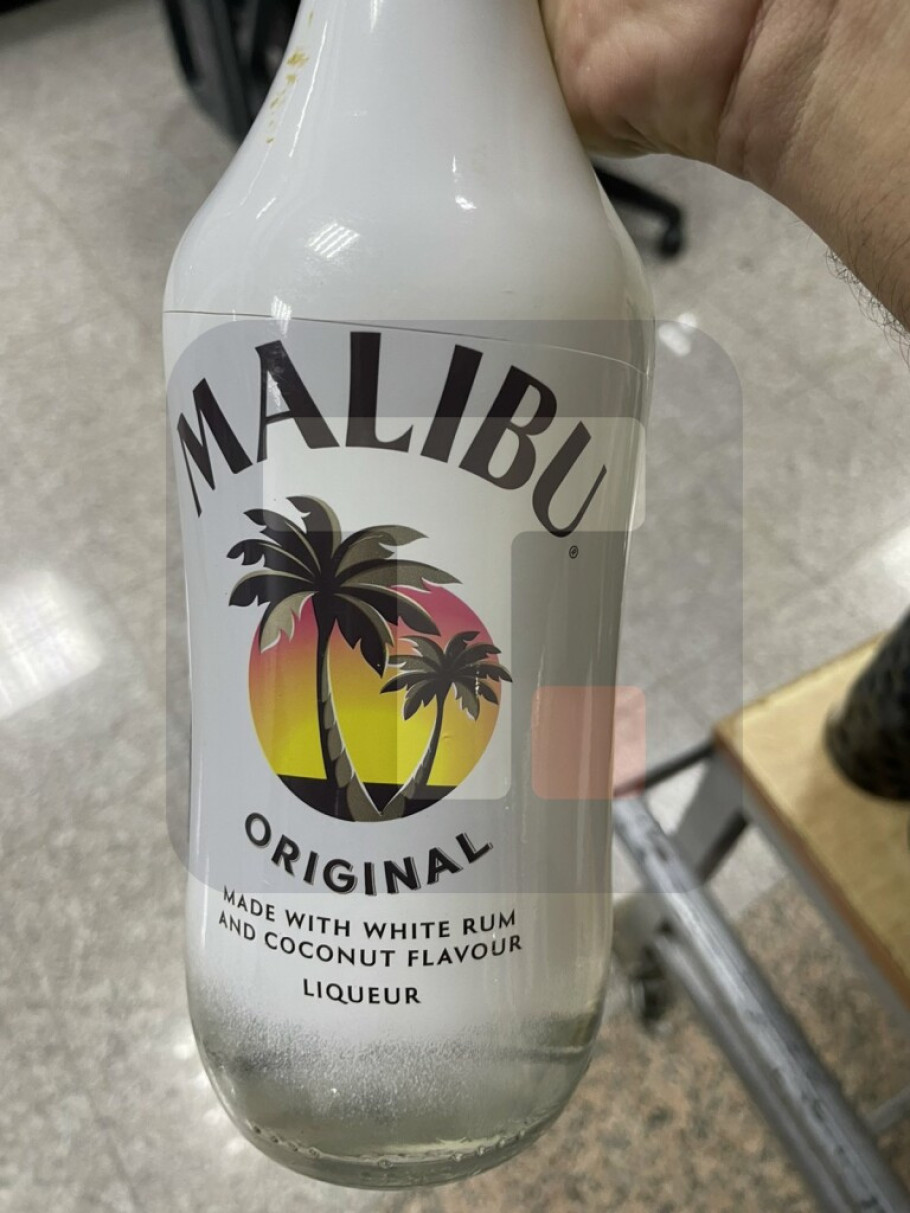 MALIBU
®
ORIGINAL
MADE WITH WHITE RUM
AND COCONUT FLAVOUR
LIQUEUR